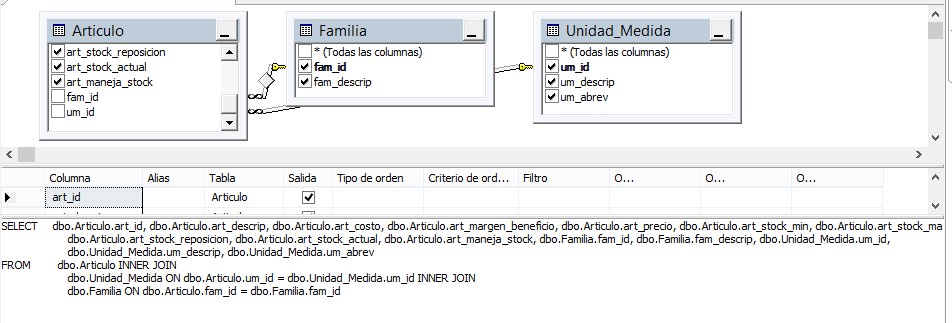 Articulo
art_stock_reposicion
art_stock_actual
art_maneja_stock
fam_id
um_id
Familia
* (Todas las columnas)
fam_id
fam_descrip
Unidad_Medida
* (Todas las columnas)
um_id
um_descrip
um_abrev
Columna Alias Tabla Salida Tipo de orden Criterio de ord... Filtro O... O... O...
art_id Articulo
SELECT dbo.Articulo.art_id, dbo.Articulo.art_descrip, dbo.Articulo.art_costo, dbo.Articulo.art_margen_beneficio, dbo.Articulo.art_precio, dbo.Articulo.art_stock_min, dbo.Articulo.art_stock_ma
dbo.Articulo.art_stock_reposicion, dbo.Articulo.art_stock_actual, dbo.Articulo.art_maneja_stock, dbo.Familia.fam_id, dbo.Familia.fam_descrip, dbo.Unidad_Medida.um_id,
dbo.Unidad_Medida.um_descrip, dbo.Unidad_Medida.um_abrev
FROM dbo.Articulo INNER JOIN
dbo.Unidad_Medida ON dbo.Articulo.um_id = dbo.Unidad_Medida.um_id INNER JOIN
dbo.Familia ON dbo.Articulo.fam_id = dbo.Familia.fam_id